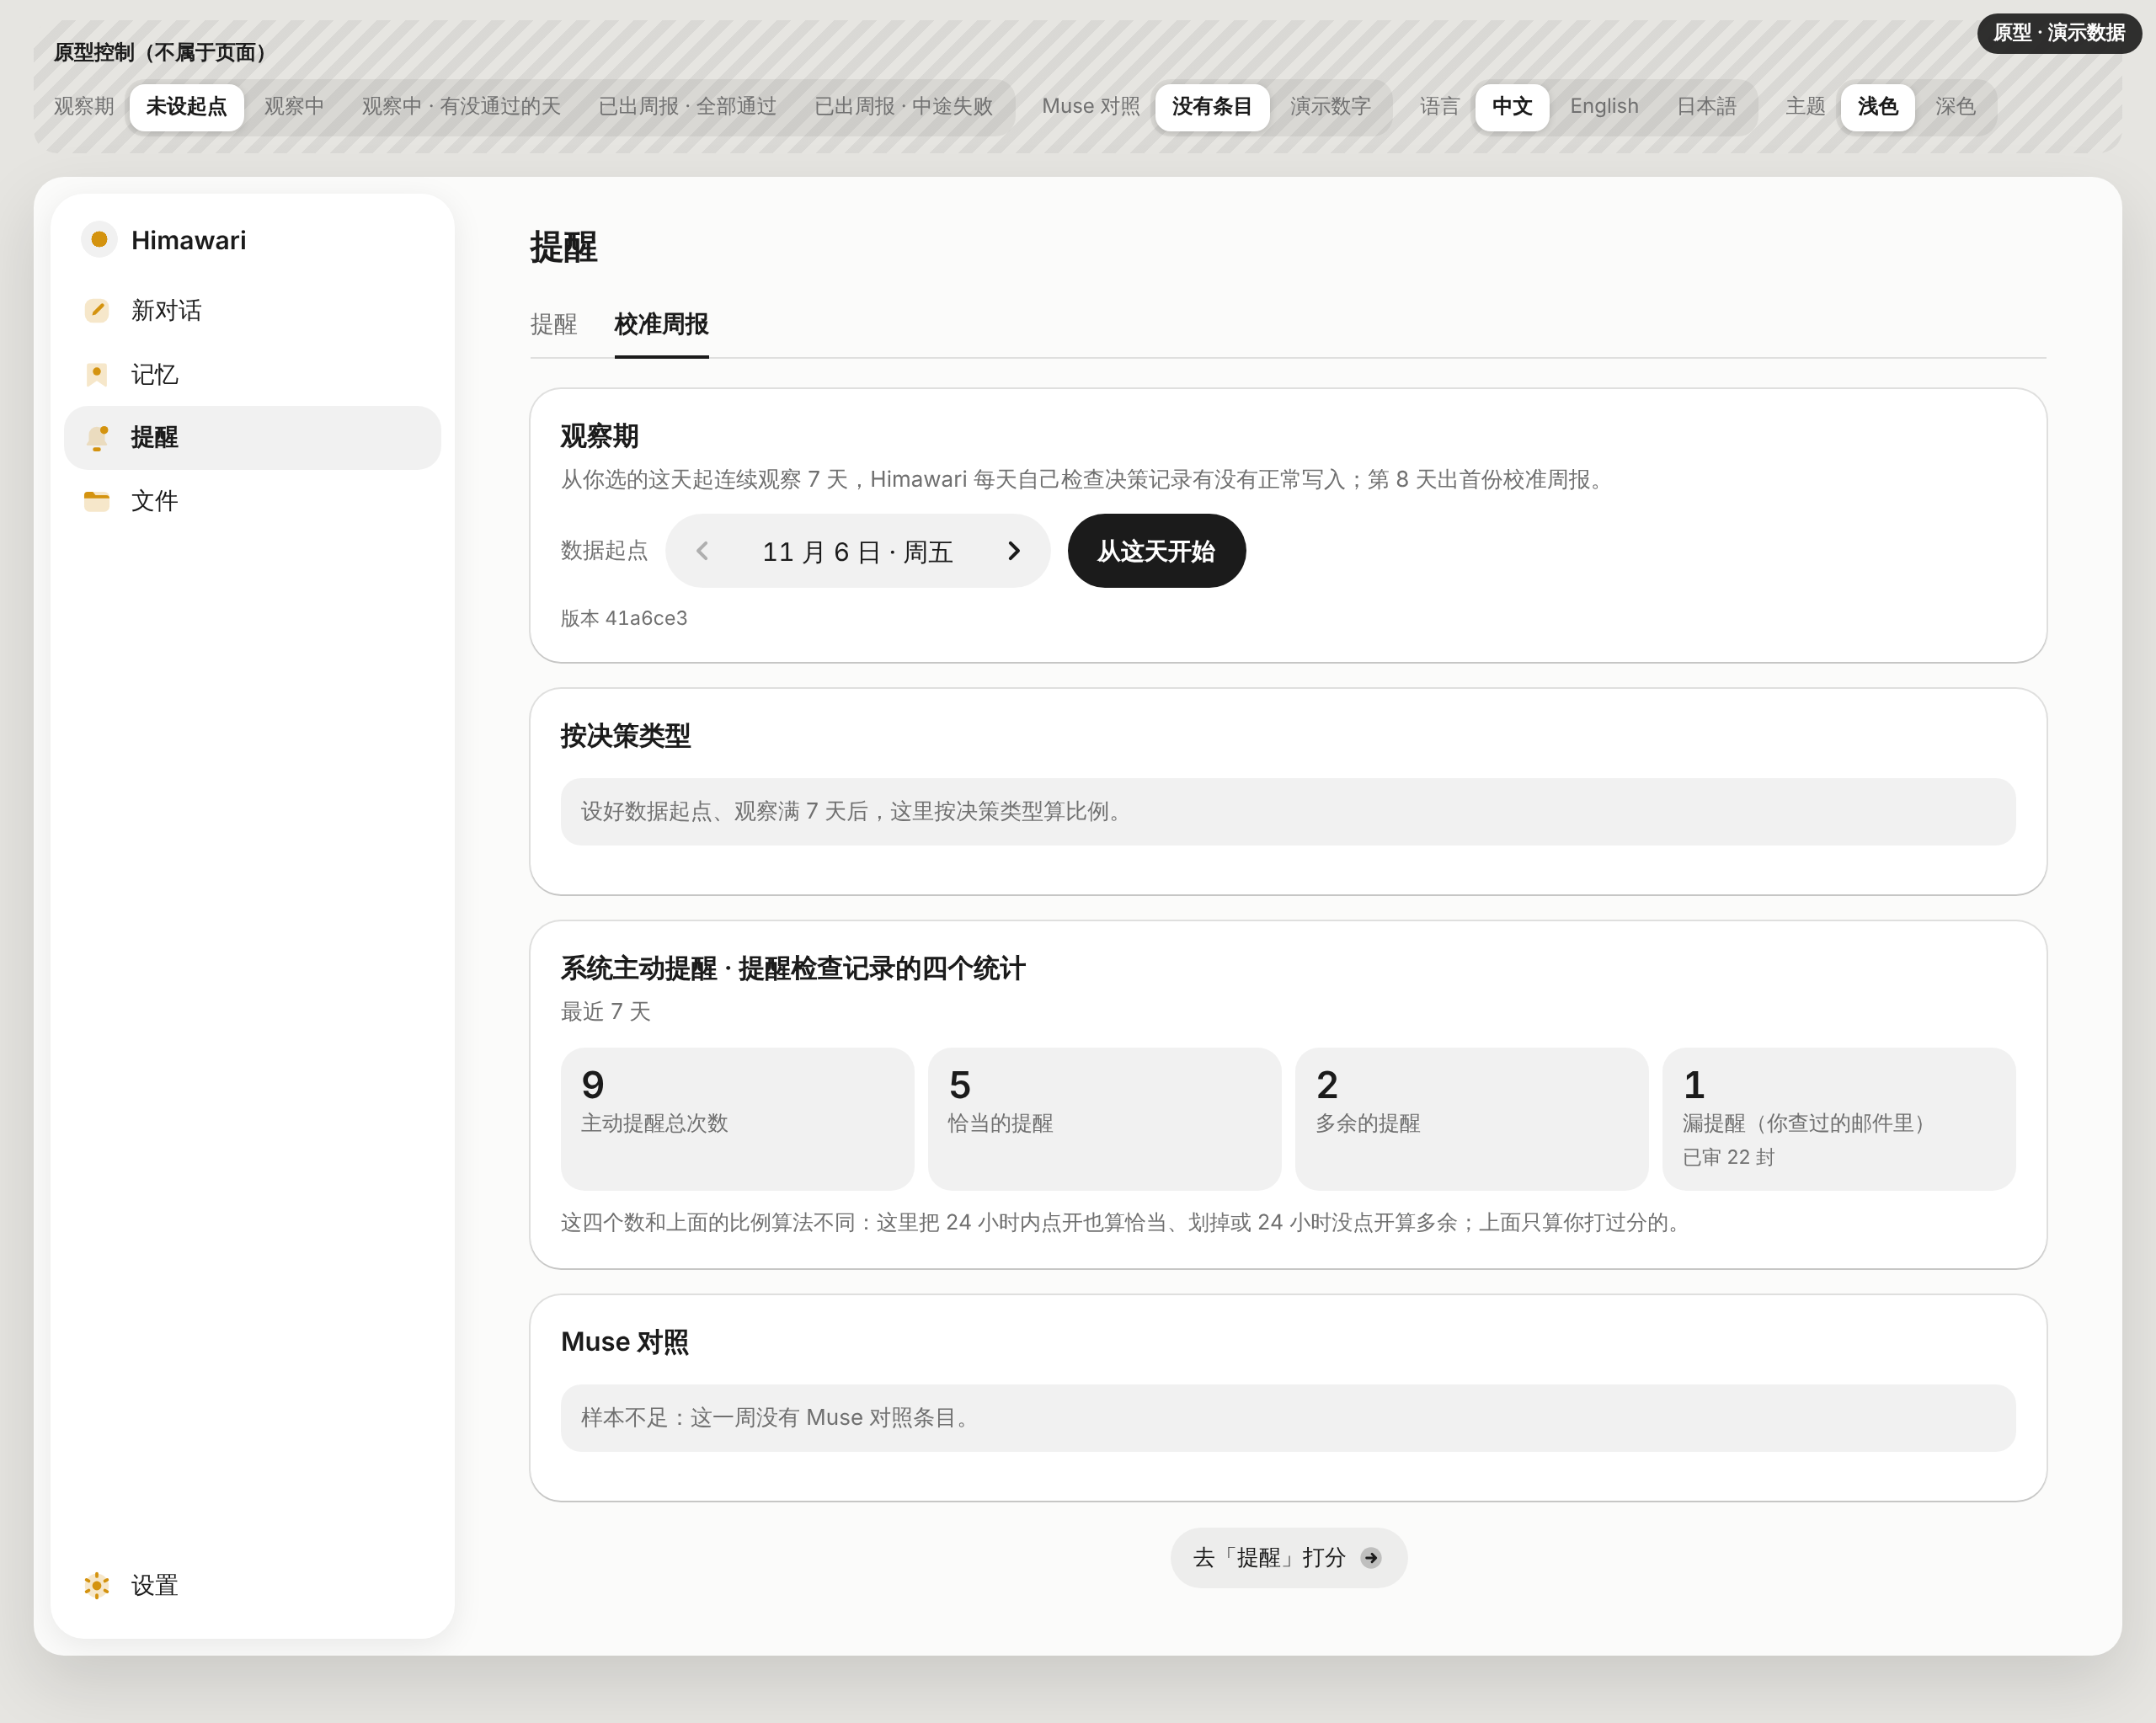 原型 · 演示数据
原型控制（不属于页面）
观察期 未设起点 观察中 观察中 · 有没通过的天 已出周报 · 全部通过 已出周报 · 中途失败 Muse 对照 没有条目 演示数字 语言 中文 English 日本語 主题 浅色 深色
Himawari
新对话
记忆
提醒
文件
设置
提醒
提醒 校准周报
观察期
从你选的这天起连续观察 7 天，Himawari 每天自己检查决策记录有没有正常写入；第 8 天出首份校准周报。
数据起点 11 月 6 日 · 周五 从这天开始
版本 41a6ce3
按决策类型
设好数据起点、观察满 7 天后，这里按决策类型算比例。
系统主动提醒 · 提醒检查记录的四个统计
最近 7 天
9
主动提醒总次数
5
恰当的提醒
2
多余的提醒
1
漏提醒（你查过的邮件里）
已审 22 封
这四个数和上面的比例算法不同：这里把 24 小时内点开也算恰当、划掉或 24 小时没点开算多余；上面只算你打过分的。
Muse 对照
样本不足：这一周没有 Muse 对照条目。
去「提醒」打分